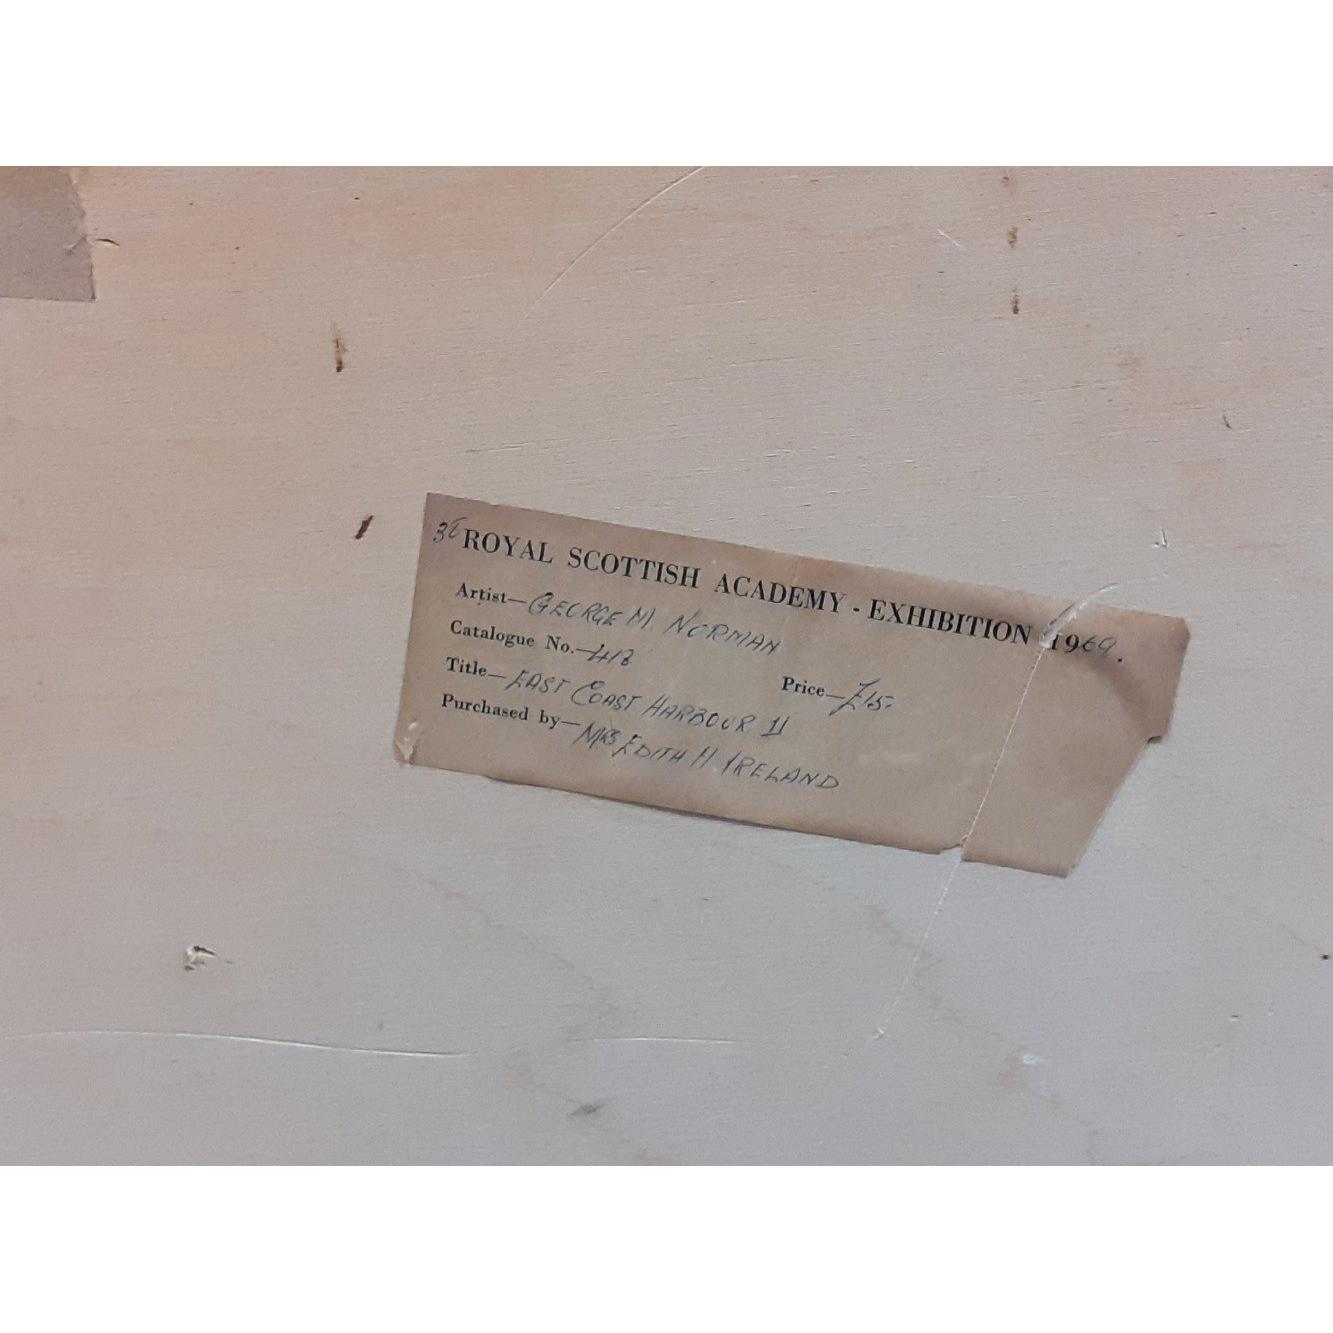 ROYAL SCOTTISH ACADEMY - EXHIBITION 1969.
Artist—GEORGE M. NORMAN
Catalogue No.—418
Price—£15-
Title—EAST COAST HARBOUR II
Purchased by—MRS EDITH H. IRELAND